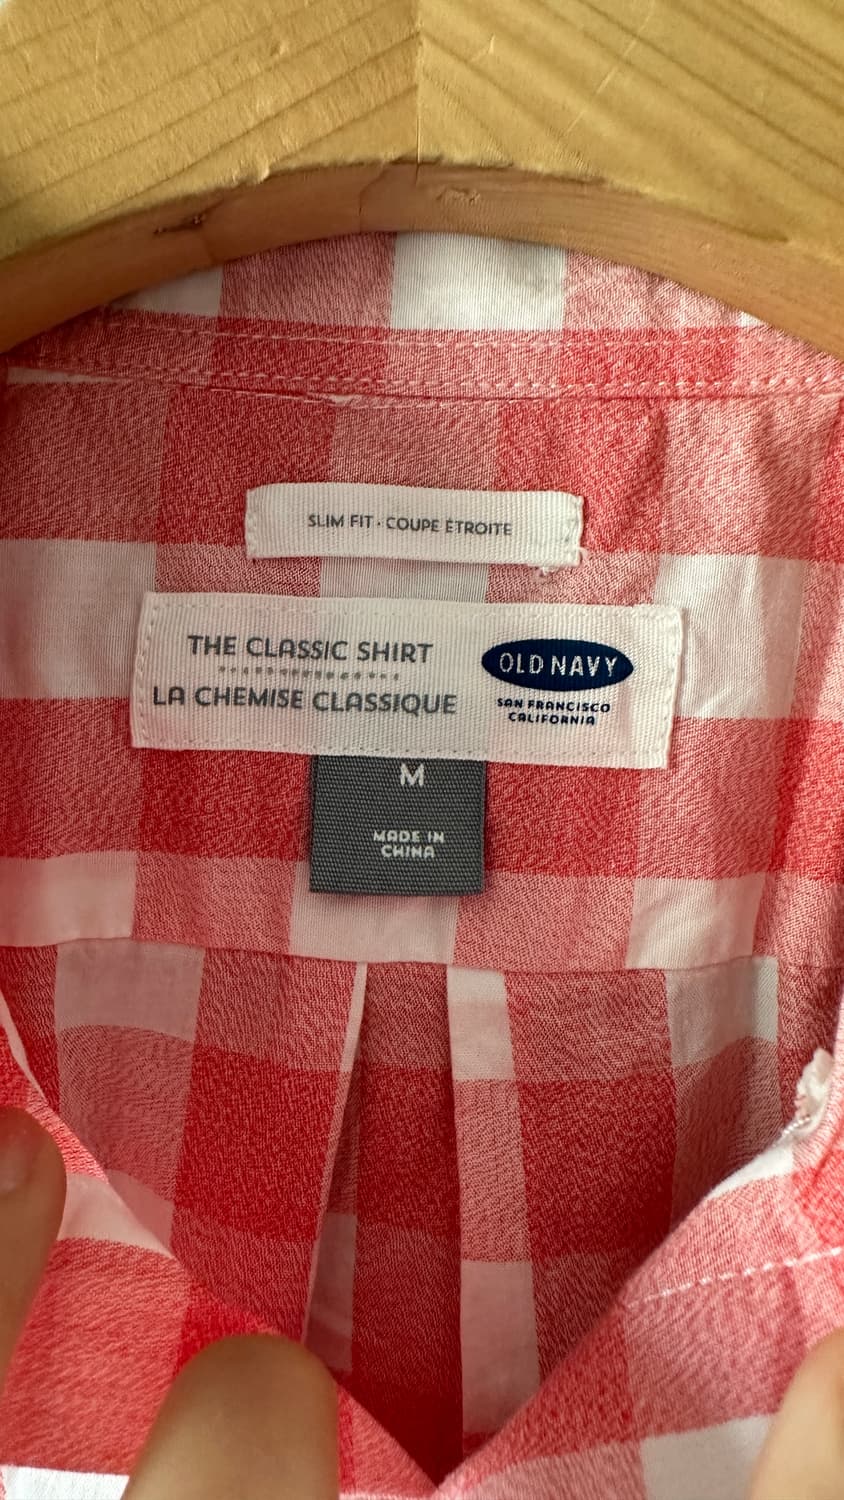 SLIM FIT · COUPE ÉTROITE
THE CLASSIC SHIRT
LA CHEMISE CLASSIQUE
OLD NAVY
SAN FRANCISCO
CALIFORNIA
M
MADE IN
CHINA